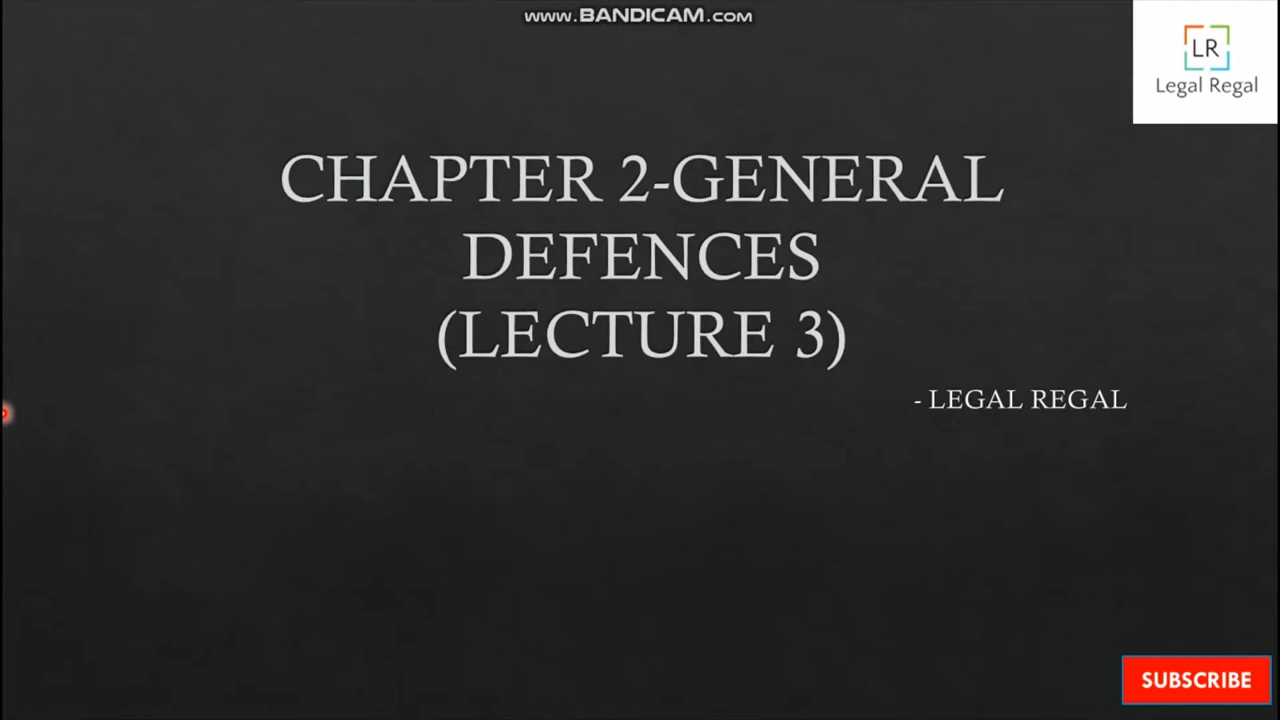 www.BANDICAM.com
LR
Legal Regal
CHAPTER 2-GENERAL
DEFENCES
(LECTURE 3)
- LEGAL REGAL
SUBSCRIBE